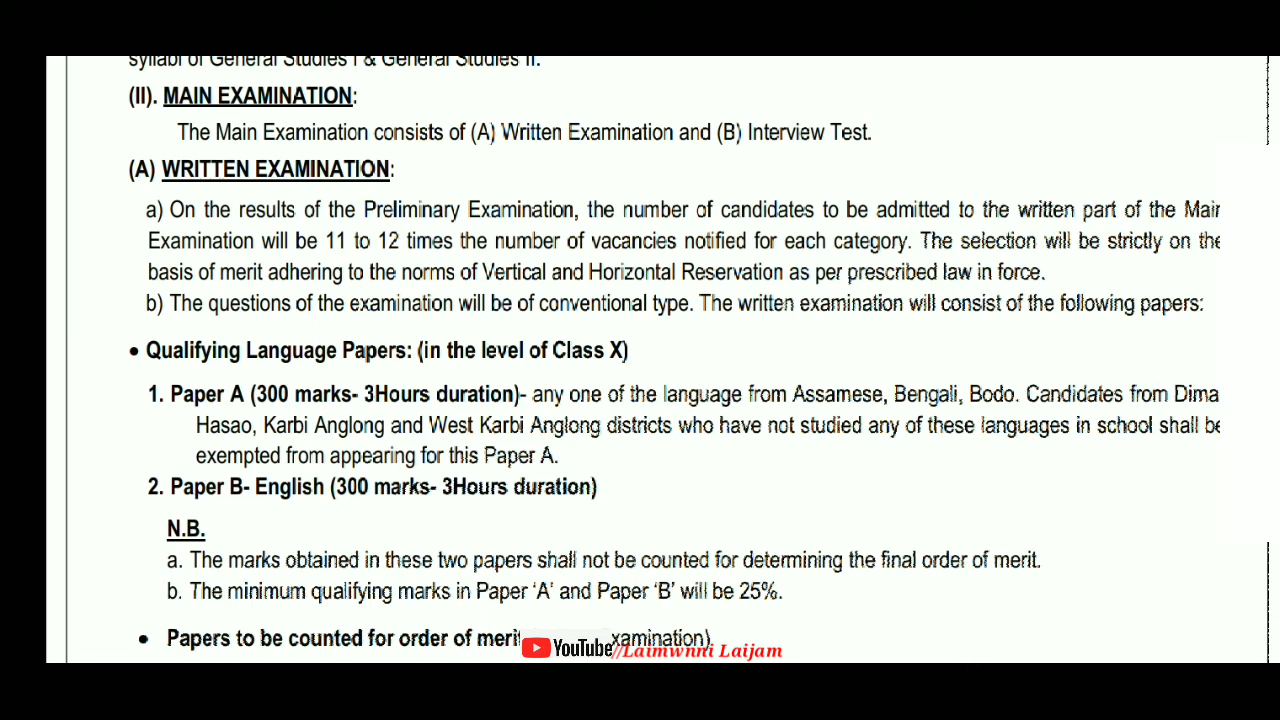 syllabi of General Studies I & General Studies II.
(II). MAIN EXAMINATION:
The Main Examination consists of (A) Written Examination and (B) Interview Test.
(A) WRITTEN EXAMINATION:
a) On the results of the Preliminary Examination, the number of candidates to be admitted to the written part of the Main
Examination will be 11 to 12 times the number of vacancies notified for each category. The selection will be strictly on the
basis of merit adhering to the norms of Vertical and Horizontal Reservation as per prescribed law in force.
b) The questions of the examination will be of conventional type. The written examination will consist of the following papers:
• Qualifying Language Papers: (in the level of Class X)
1. Paper A (300 marks- 3Hours duration)- any one of the language from Assamese, Bengali, Bodo. Candidates from Dima
Hasao, Karbi Anglong and West Karbi Anglong districts who have not studied any of these languages in school shall be
exempted from appearing for this Paper A.
2. Paper B- English (300 marks- 3Hours duration)
N.B.
a. The marks obtained in these two papers shall not be counted for determining the final order of merit.
b. The minimum qualifying marks in Paper ‘A’ and Paper ‘B’ will be 25%.
• Papers to be counted for order of merit xamination)
YouTube//Laimwnni Laijam